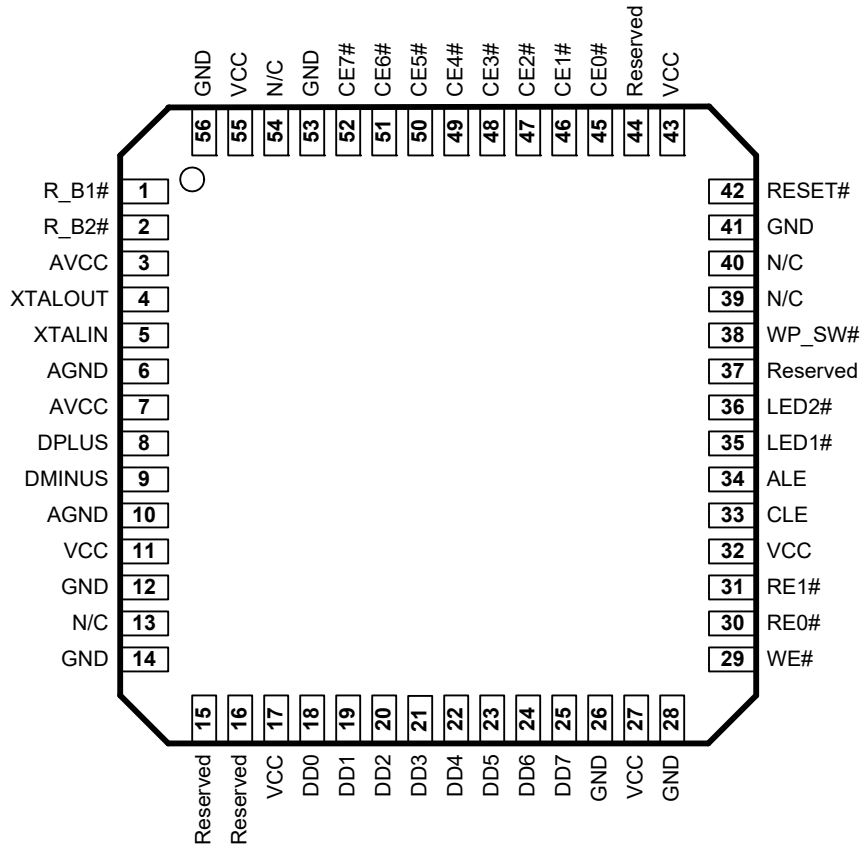 GND VCC N/C GND CE7# CE6# CE5# CE4# CE3# CE2# CE1# CE0# Reserved VCC
56 55 54 53 52 51 50 49 48 47 46 45 44 43
R_B1# 1
R_B2# 2
AVCC 3
XTALOUT 4
XTALIN 5
AGND 6
AVCC 7
DPLUS 8
DMINUS 9
AGND 10
VCC 11
GND 12
N/C 13
GND 14
42 RESET#
41 GND
40 N/C
39 N/C
38 WP_SW#
37 Reserved
36 LED2#
35 LED1#
34 ALE
33 CLE
32 VCC
31 RE1#
30 RE0#
29 WE#
15 16 17 18 19 20 21 22 23 24 25 26 27 28
Reserved Reserved VCC DD0 DD1 DD2 DD3 DD4 DD5 DD6 DD7 GND VCC GND